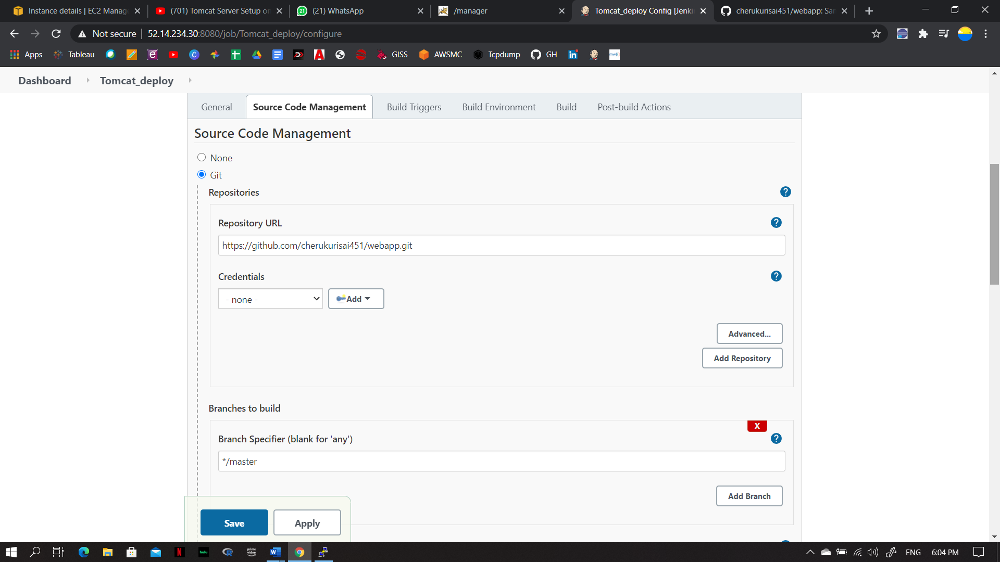 Instance details | EC2 Manag
(701) Tomcat Server Setup on
(21) WhatsApp
/manager
Tomcat_deploy Config [Jenki
cherukurisai451/webapp: Sa
Not secure
52.14.234.30:8080/job/Tomcat_deploy/configure
Apps
Tableau
GISS
AWSMC
Tcpdump
GH
Dashboard
Tomcat_deploy
General
Source Code Management
Build Triggers
Build Environment
Build
Post-build Actions
Source Code Management
None
Git
Repositories
?
Repository URL
?
https://github.com/cherukurisai451/webapp.git
Credentials
?
- none -
Add
Advanced...
Add Repository
Branches to build
X
Branch Specifier (blank for 'any')
?
*/master
Add Branch
Save
Apply
hulu
prime video
ENG
6:04 PM